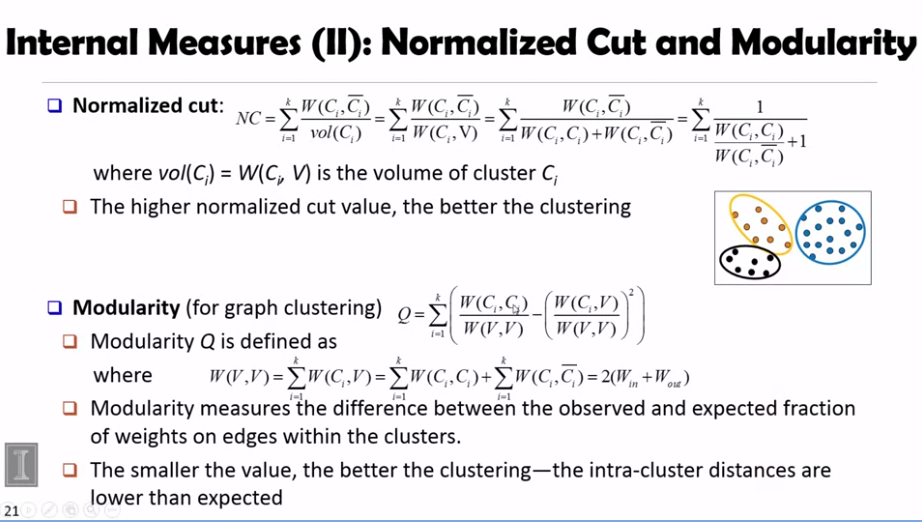 Internal Measures (II): Normalized Cut and Modularity
Normalized cut: NC = \sum_{i=1}^{k} \frac{W(C_i, \overline{C_i})}{vol(C_i)} = \sum_{i=1}^{k} \frac{W(C_i, \overline{C_i})}{W(C_i, V)} = \sum_{i=1}^{k} \frac{W(C_i, \overline{C_i})}{W(C_i, C_i) + W(C_i, \overline{C_i})} = \sum_{i=1}^{k} \frac{1}{\frac{W(C_i, C_i)}{W(C_i, \overline{C_i})} + 1}
where vol(C_i) = W(C_i, V) is the volume of cluster C_i
The higher normalized cut value, the better the clustering
Modularity (for graph clustering) Q = \sum_{i=1}^{k} \left( \frac{W(C_i, C_i)}{W(V, V)} - \left( \frac{W(C_i, V)}{W(V, V)} \right)^2 \right)
Modularity Q is defined as
where W(V, V) = \sum_{i=1}^{k} W(C_i, V) = \sum_{i=1}^{k} W(C_i, C_i) + \sum_{i=1}^{k} W(C_i, \overline{C_i}) = 2(W_{in} + W_{out})
Modularity measures the difference between the observed and expected fraction
of weights on edges within the clusters.
The smaller the value, the better the clustering—the intra-cluster distances are
lower than expected
I
21